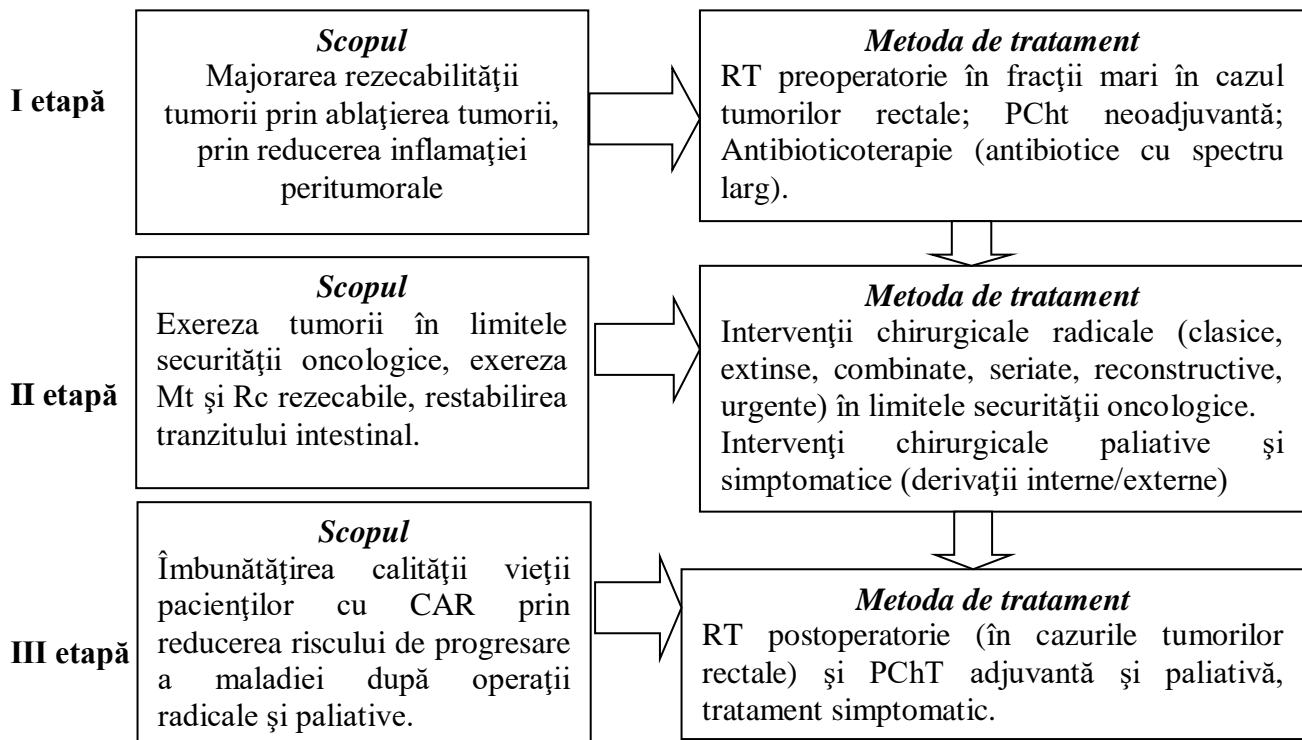 I etapă
Scopul
Majorarea rezecabilităţii
tumorii prin ablaţierea tumorii,
prin reducerea inflamaţiei
peritumorale
Metoda de tratament
RT preoperatorie în fracţii mari în cazul
tumorilor rectale; PCht neoadjuvantă;
Antibioticoterapie (antibiotice cu spectru
larg).
II etapă
Scopul
Exereza tumorii în limitele
securităţii oncologice, exereza
Mt şi Rc rezecabile, restabilirea
tranzitului intestinal.
Metoda de tratament
Intervenţii chirurgicale radicale (clasice,
extinse, combinate, seriate, reconstructive,
urgente) în limitele securităţii oncologice.
Intervenţi chirurgicale paliative şi
simptomatice (derivaţii interne/externe)
III etapă
Scopul
Îmbunătăţirea calităţii vieţii
pacienţilor cu CAR prin
reducerea riscului de progresare
a maladiei după operaţii
radicale şi paliative.
Metoda de tratament
RT postoperatorie (în cazurile tumorilor
rectale) şi PChT adjuvantă şi paliativă,
tratament simptomatic.